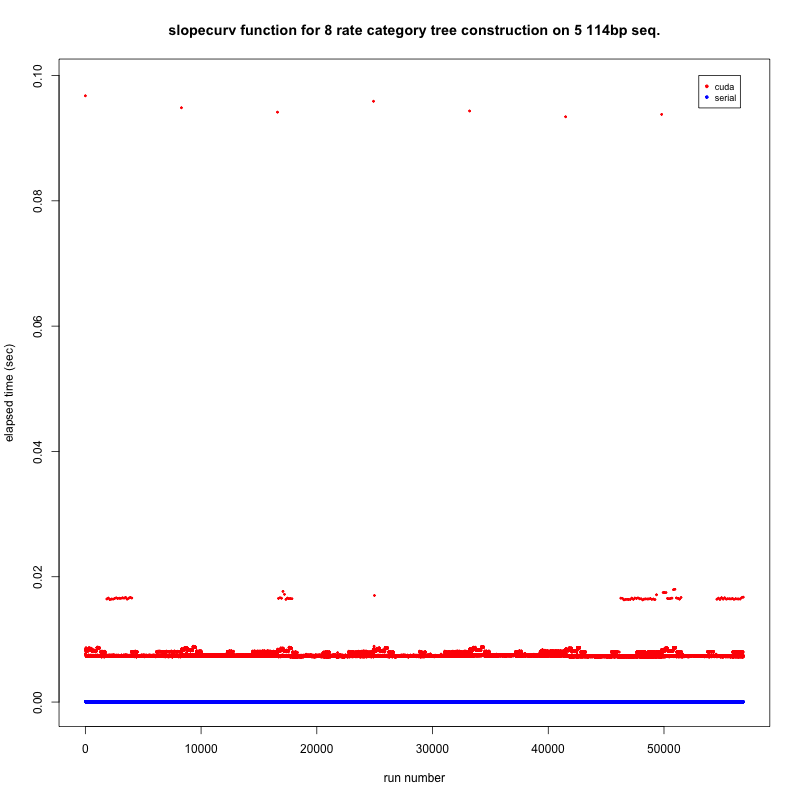 slopecurv function for 8 rate category tree construction on 5 114bp seq.
cuda
serial
elapsed time (sec)
0.10
0.08
0.06
0.04
0.02
0.00
0 10000 20000 30000 40000 50000
run number